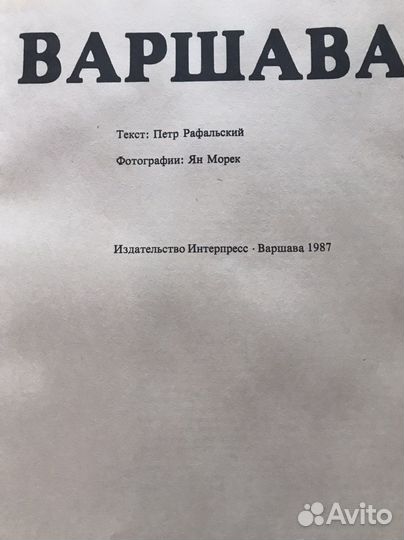 ВАРШАВА
Текст: Петр Рафальский
Фотографии: Ян Морек
Издательство Интерпресс · Варшава 1987
Avito